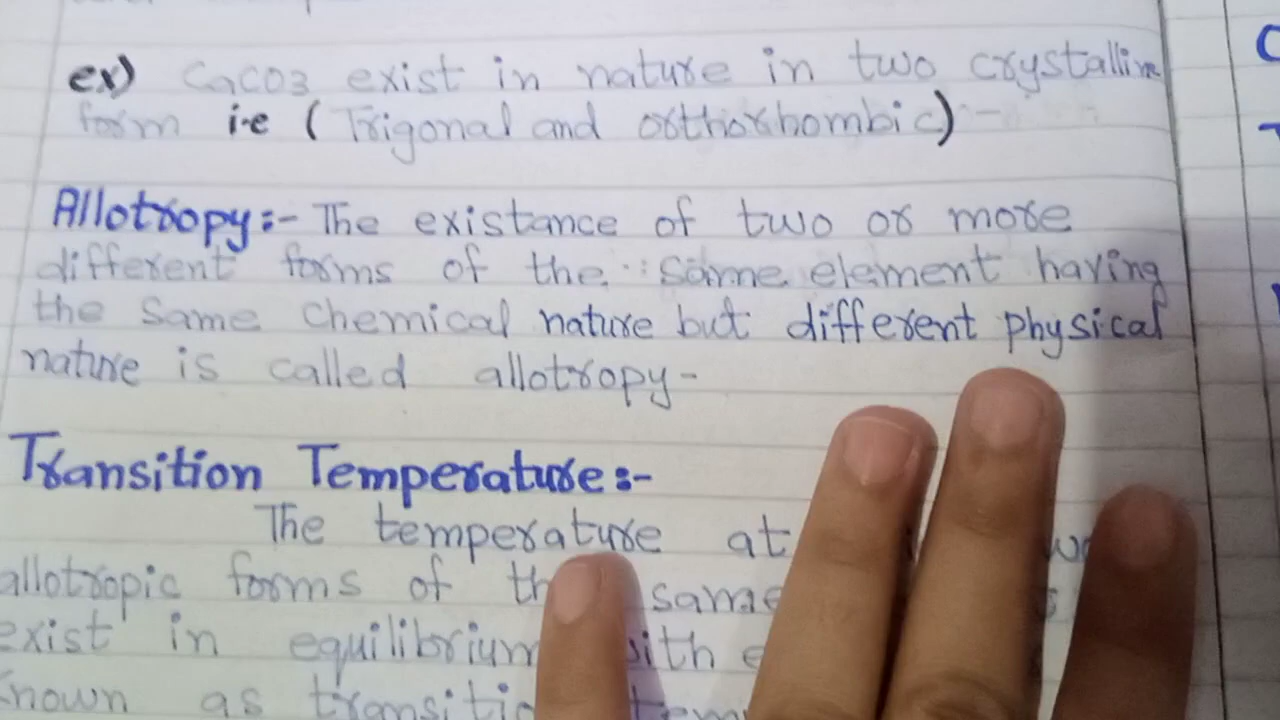 ex) CaCO3 exist in nature in two crystalline
form i.e ( Trigonal and orthorhombic) -
Allotropy:- The existance of two or more
different forms of the same element having
the same chemical nature but different physical
nature is called allotropy-
Transition Temperature:-
The temperature at
allotropic forms of same
exist in equilibrium
known as